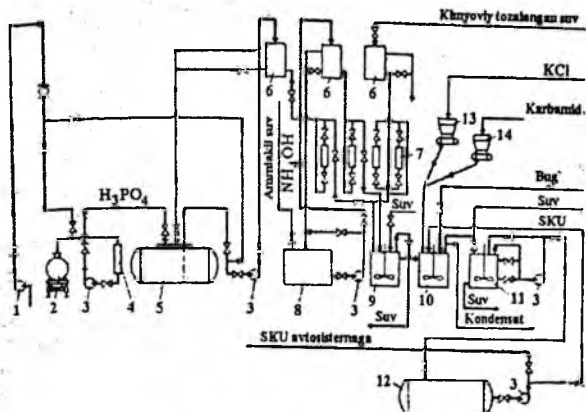 Kimyoviy tozalangan suv
KCl
Karbamid.
6
6
6
13
14
7
Ammiakli suv
NH4OH
Bug`
H3PO4
Suv
Suv
SKU
1
2
3
4
5
3
8
3
9
10
11
3
Suv
Suv
Kondensat
SKU avtosisternaga
12
3